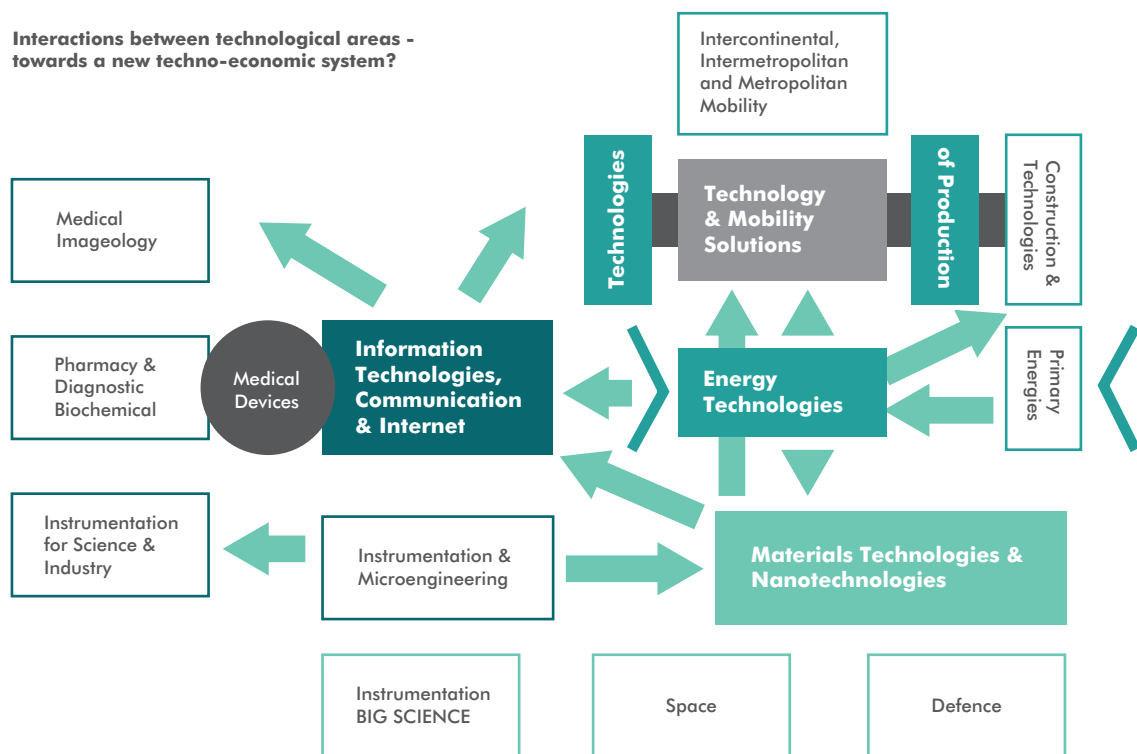 Interactions between technological areas -
towards a new techno-economic system?
Intercontinental,
Intermetropolitan
and Metropolitan
Mobility
Technologies
Technology
& Mobility
Solutions
of Production
Construction &
Technologies
Medical
Imageology
Pharmacy &
Diagnostic
Biochemical
Medical
Devices
Information
Technologies,
Communication
& Internet
Energy
Technologies
Primary
Energies
Instrumentation
for Science &
Industry
Instrumentation &
Microengineering
Materials Technologies &
Nanotechnologies
Instrumentation
BIG SCIENCE
Space
Defence